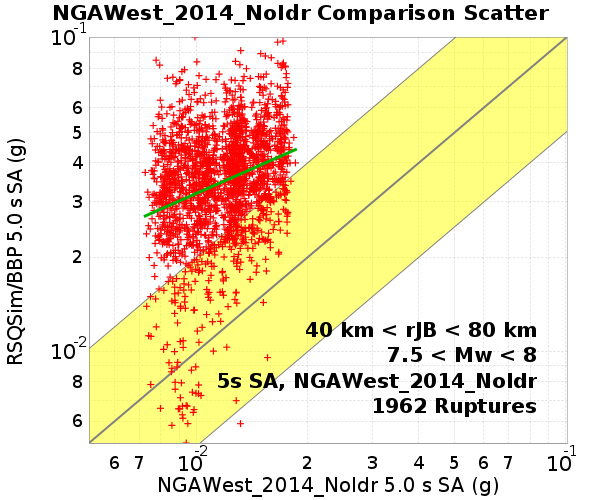 NGAWest_2014_NoIdr Comparison Scatter
10-1
8
6
5
4
3
2
10-2
8
6
RSQSim/BBP 5.0 s SA (g)
40 km < rJB < 80 km
7.5 < Mw < 8
5s SA, NGAWest_2014_NoIdr
1962 Ruptures
6 7 10-2 2 3 4 5 6 7 8 10-1
NGAWest_2014_NoIdr 5.0 s SA (g)